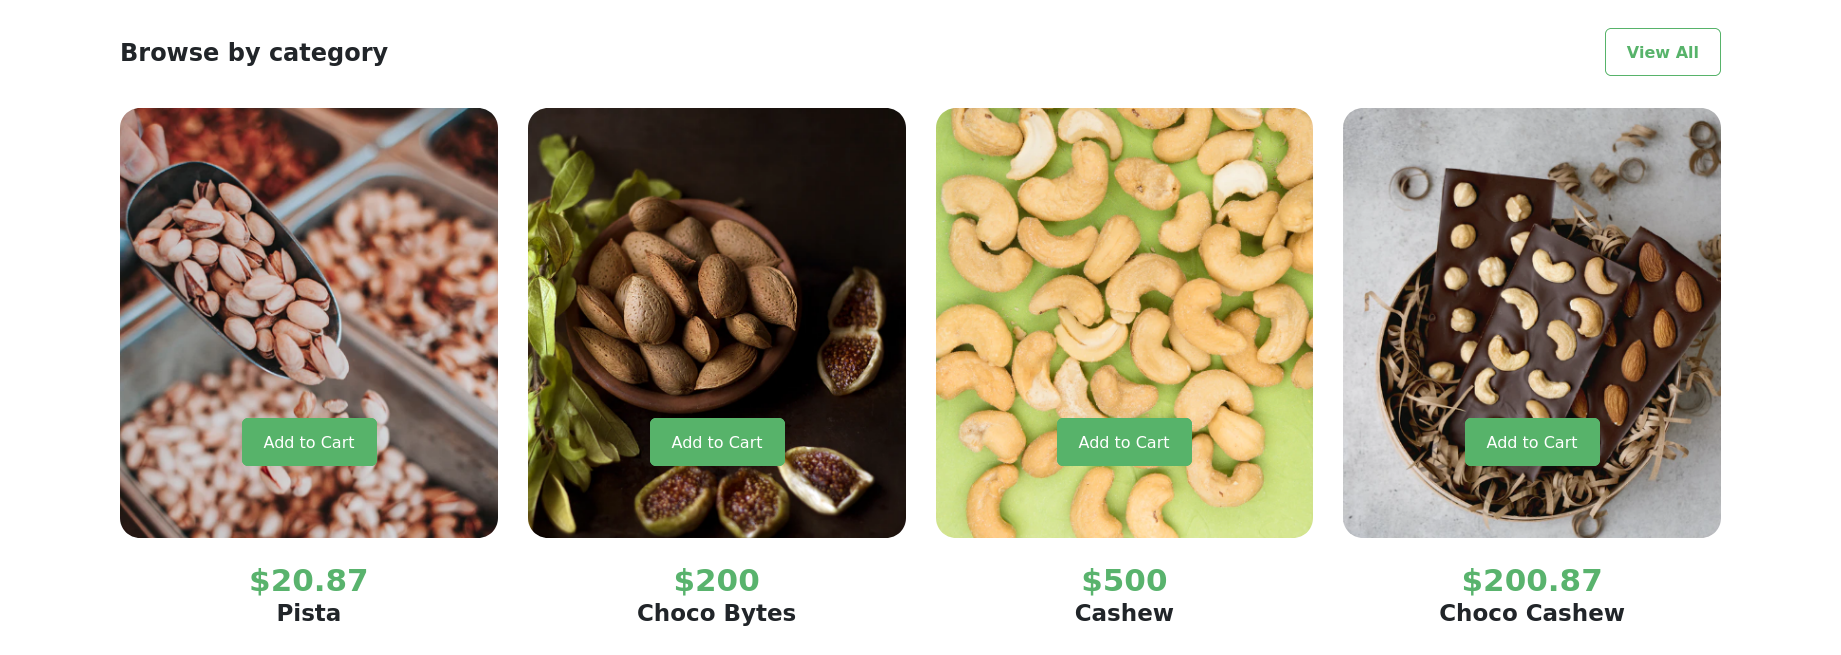 Browse by category
View All
Add to Cart
Add to Cart
Add to Cart
Add to Cart
$20.87
$200
$500
$200.87
Pista
Choco Bytes
Cashew
Choco Cashew